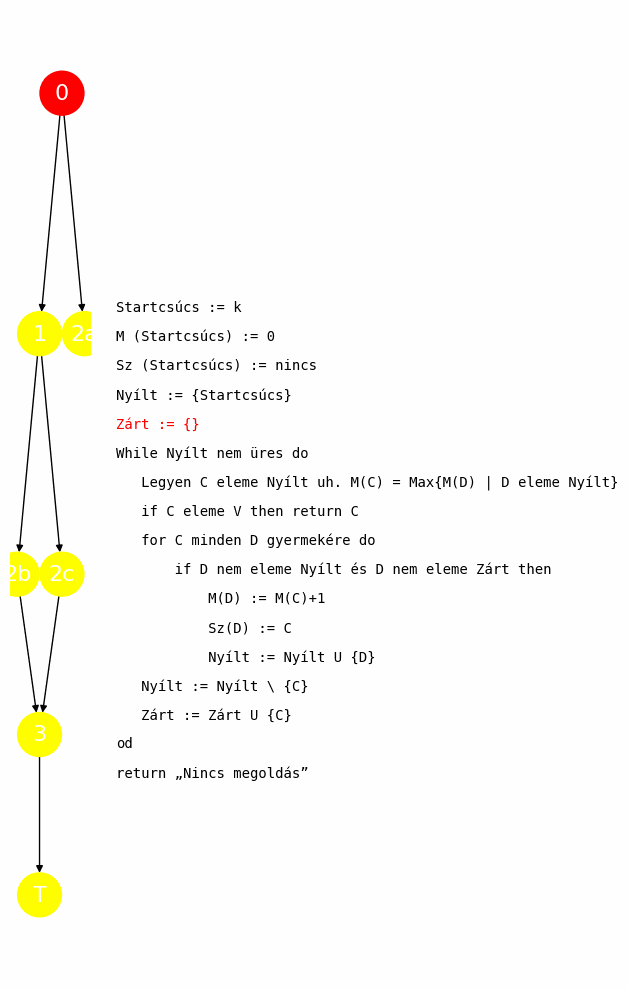 0
1 2a
2b 2c
3
T
Startcsúcs := k
M (Startcsúcs) := 0
Sz (Startcsúcs) := nincs
Nyílt := {Startcsúcs}
Zárt := {}
While Nyílt nem üres do
Legyen C eleme Nyílt uh. M(C) = Max{M(D) | D eleme Nyílt}
if C eleme V then return C
for C minden D gyermekére do
if D nem eleme Nyílt és D nem eleme Zárt then
M(D) := M(C)+1
Sz(D) := C
Nyílt := Nyílt U {D}
Nyílt := Nyílt \ {C}
Zárt := Zárt U {C}
od
return „Nincs megoldás”